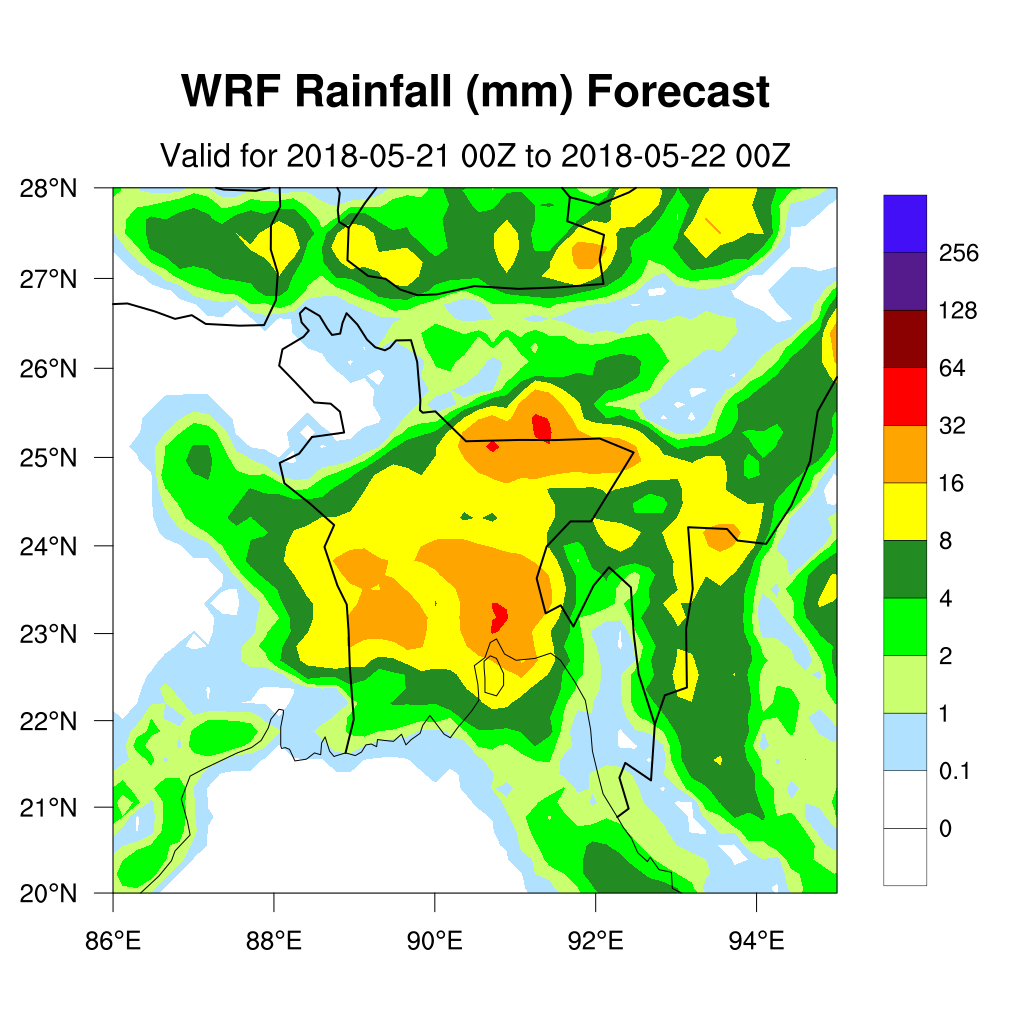 WRF Rainfall (mm) Forecast
Valid for 2018-05-21 00Z to 2018-05-22 00Z
28°N
27°N
26°N
25°N
24°N
23°N
22°N
21°N
20°N
86°E 88°E 90°E 92°E 94°E
256
128
64
32
16
8
4
2
1
0.1
0